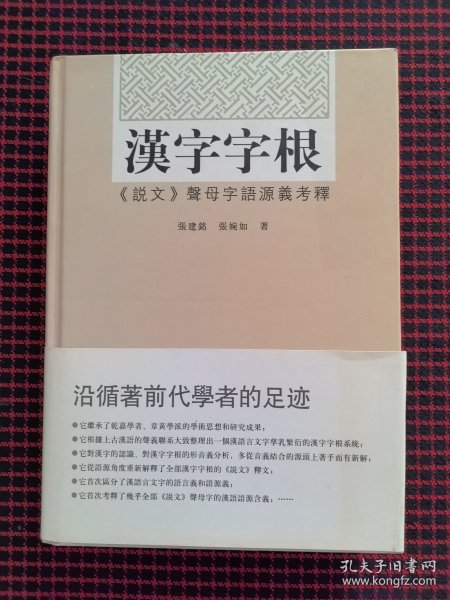 漢字字根
《説文》聲母字語源義考釋
張建銘 張婉如 著
沿循著前代學者的足迹
●它繼承了乾嘉學者、章黃學派的學術思想和研究成果；
●它根據上古漢語的聲義聯系大致整理出一個漢語言文字孳乳繁衍的漢字字根系統；
●它對漢字的認識、對漢字字根的形音義分析，多從音義結合的源頭上著手而有新解；
●它從語源角度重新解釋了全部漢字字根的《説文》釋文；
●它首次區分了漢語言文字的語言義和語源義；
●它首次考釋了幾乎全部《説文》聲母字的漢語語源含義；……
孔夫子旧书网
www.kongfz.com